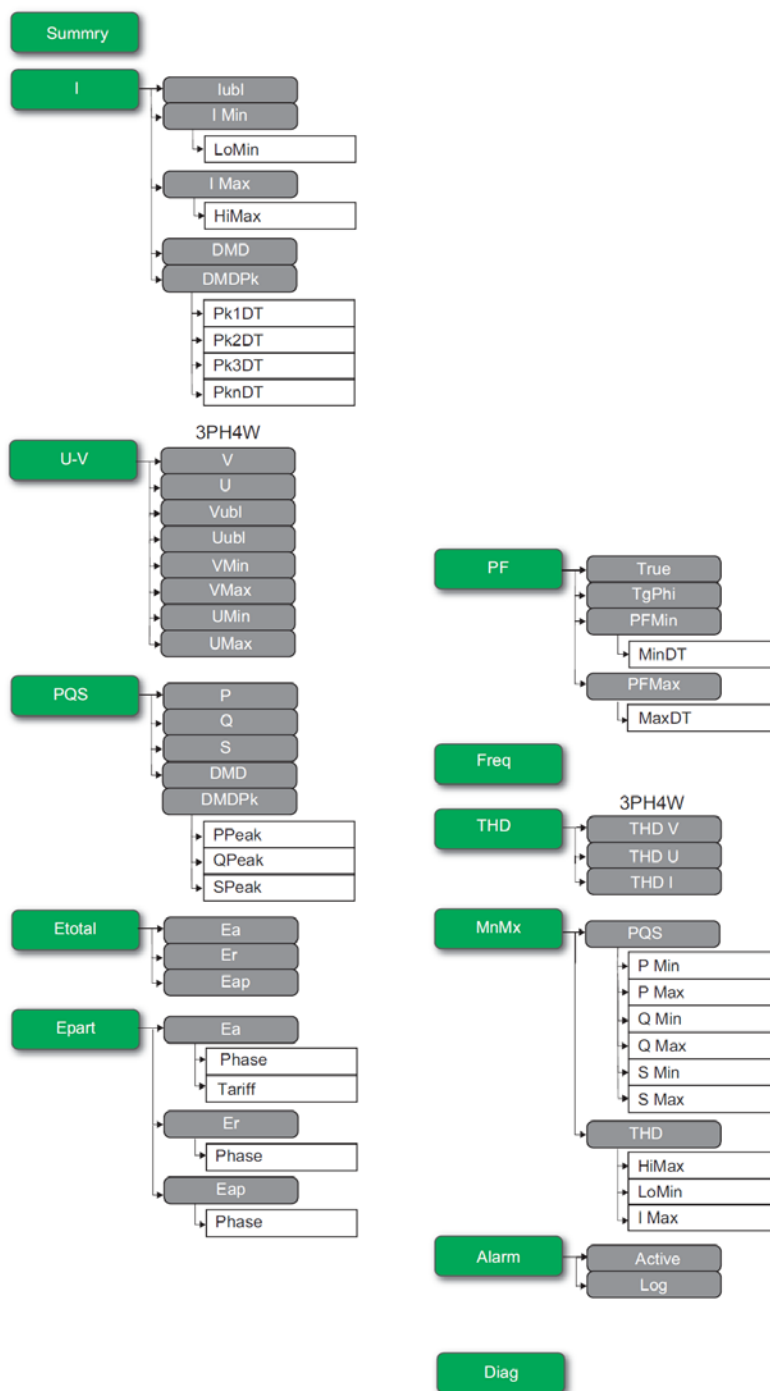 Summry
I
Iubl
I Min
LoMin
I Max
HiMax
DMD
DMDPk
Pk1DT
Pk2DT
Pk3DT
PknDT
3PH4W
U-V
V
U
Vubl
Uubl
VMin
VMax
UMin
UMax
PQS
P
Q
S
DMD
DMDPk
PPeak
QPeak
SPeak
Etotal
Ea
Er
Eap
Epart
Ea
Phase
Tariff
Er
Phase
Eap
Phase
PF
True
TgPhi
PFMin
MinDT
PFMax
MaxDT
Freq
3PH4W
THD
THD V
THD U
THD I
MnMx
PQS
P Min
P Max
Q Min
Q Max
S Min
S Max
THD
HiMax
LoMin
I Max
Alarm
Active
Log
Diag